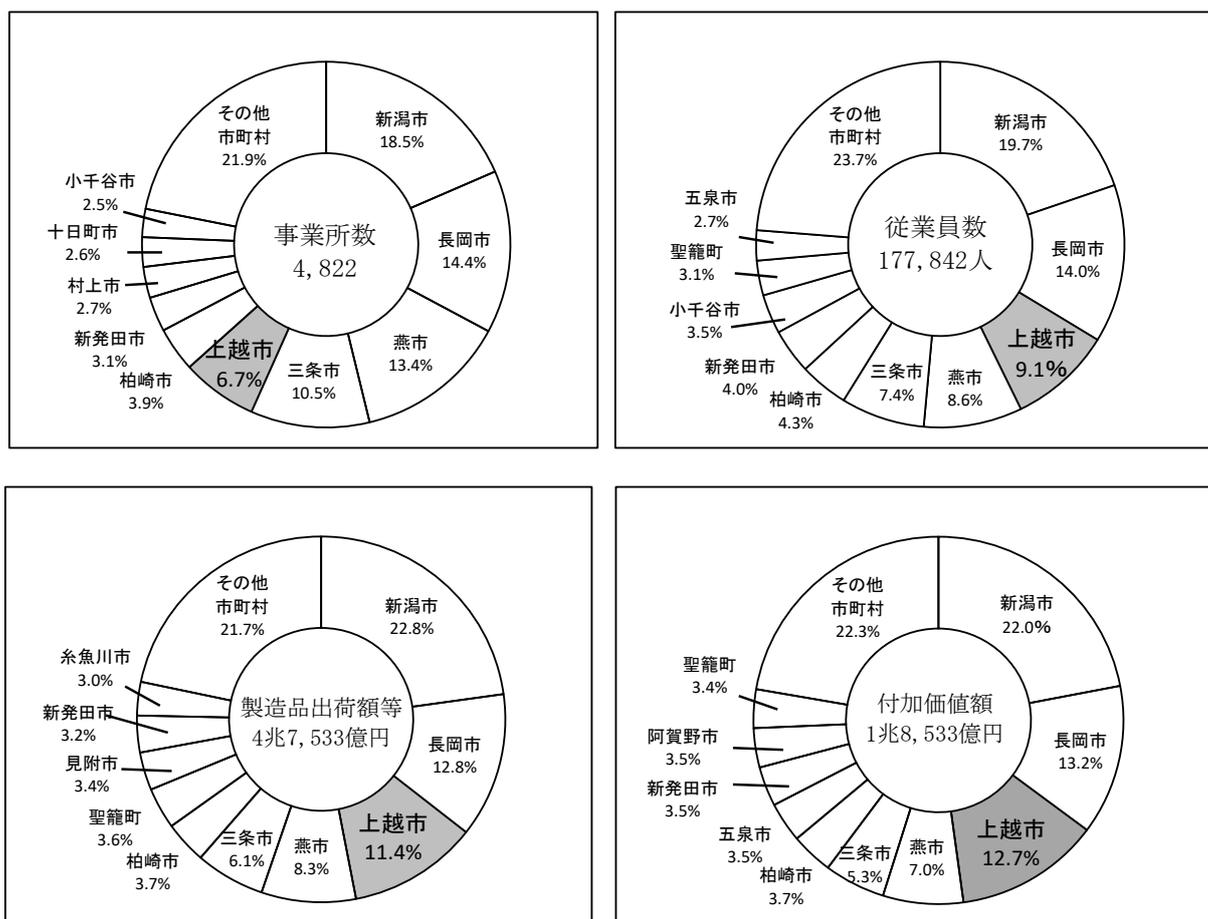 その他
市町村
21.9%
新潟市
18.5%
小千谷市
2.5%
十日町市
2.6%
村上市
2.7%
新発田市
3.1%
柏崎市
3.9%
上越市
6.7%
三条市
10.5%
燕市
13.4%
長岡市
14.4%
事業所数
4,822
その他
市町村
23.7%
新潟市
19.7%
五泉市
2.7%
聖籠町
3.1%
小千谷市
3.5%
新発田市
4.0%
柏崎市
4.3%
三条市
7.4%
燕市
8.6%
上越市
9.1%
長岡市
14.0%
従業員数
177,842人
その他
市町村
21.7%
新潟市
22.8%
糸魚川市
3.0%
新発田市
3.2%
見附市
3.4%
聖籠町
3.6%
柏崎市
3.7%
三条市
6.1%
燕市
8.3%
上越市
11.4%
長岡市
12.8%
製造品出荷額等
4兆7,533億円
その他
市町村
22.3%
新潟市
22.0%
聖籠町
3.4%
阿賀野市
3.5%
新発田市
3.5%
五泉市
3.5%
柏崎市
3.7%
三条市
5.3%
燕市
7.0%
上越市
12.7%
長岡市
13.2%
付加価値額
1兆8,533億円